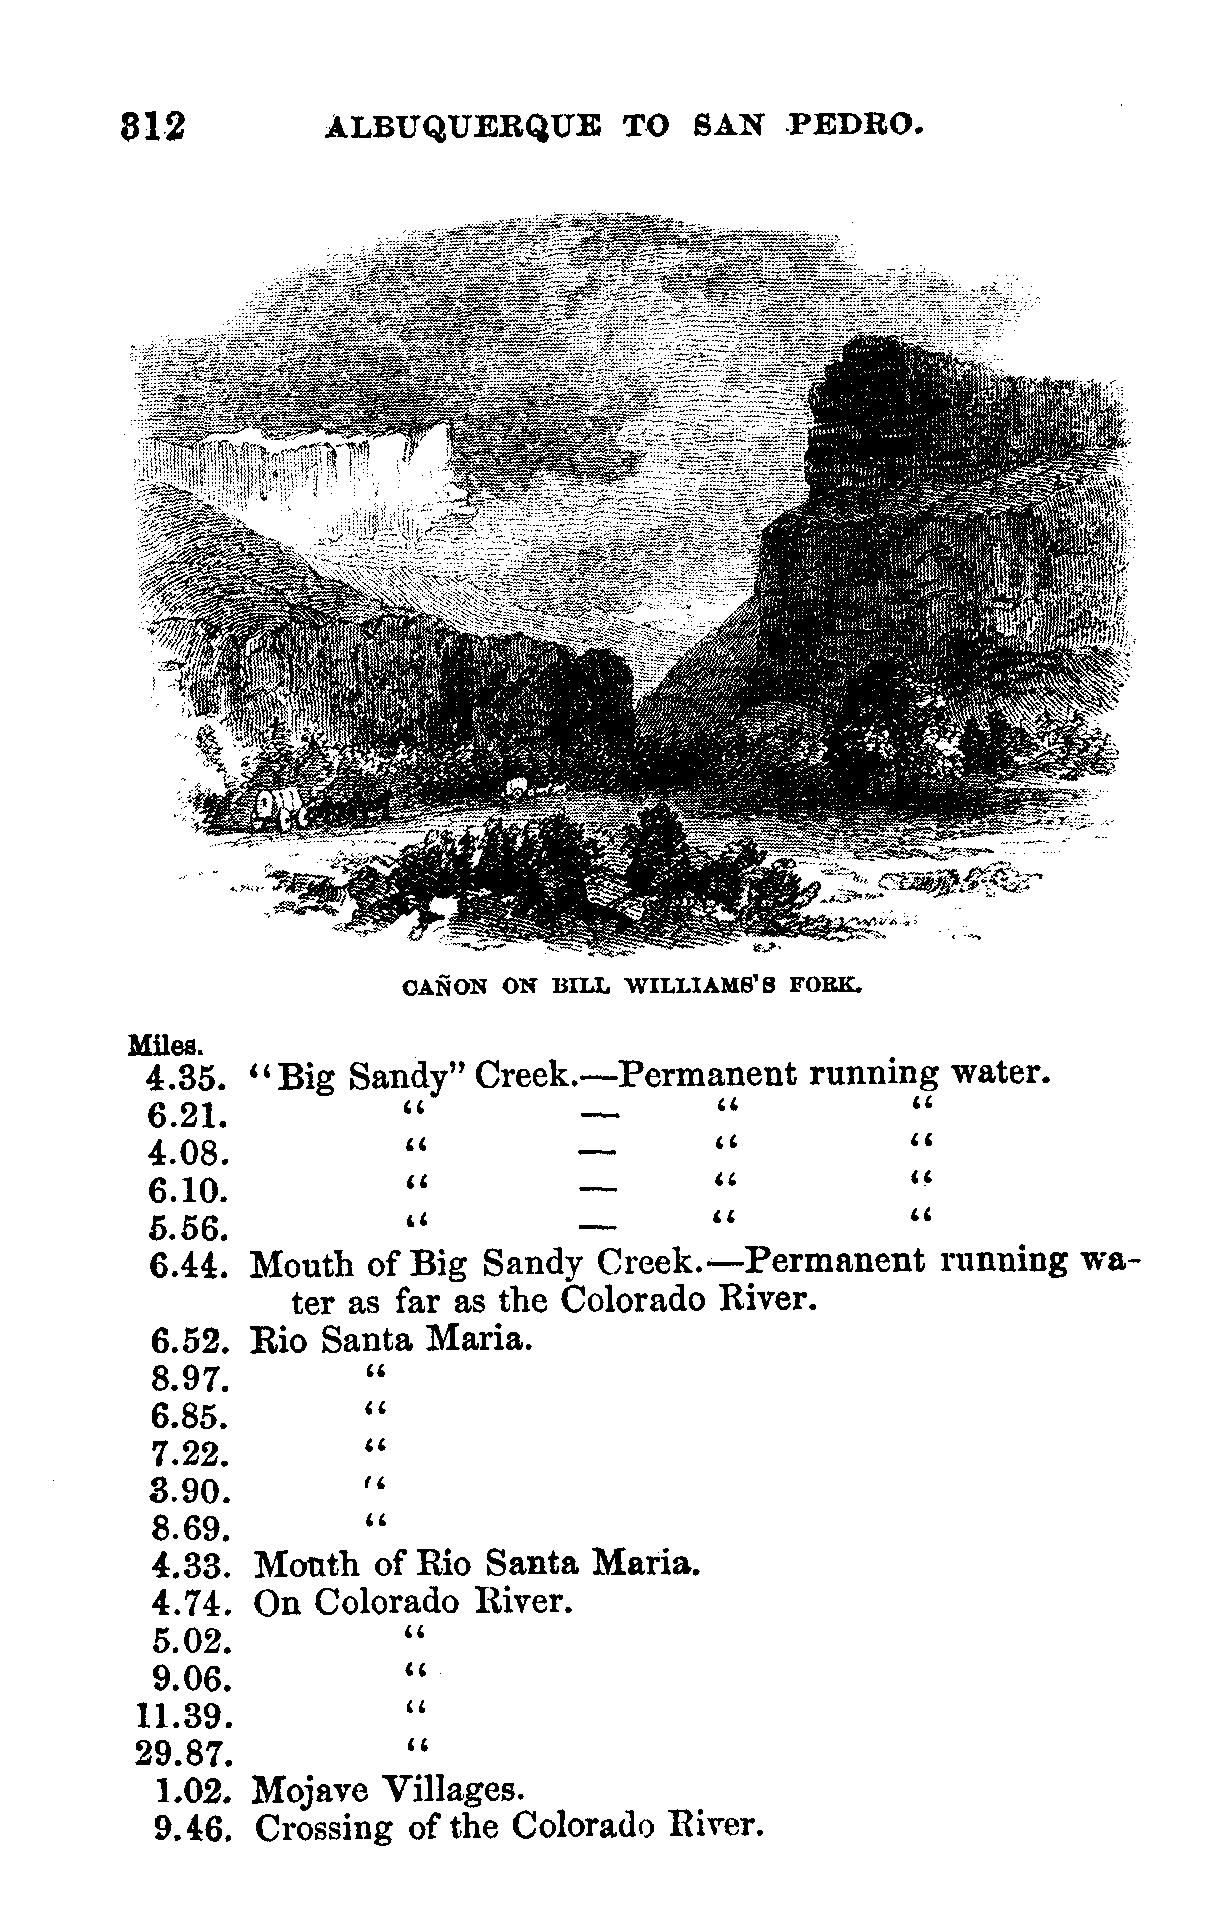 312 ALBUQUERQUE TO SAN PEDRO.
CAÑON ON BILL WILLIAMS'S FORK.
Miles.
4.35. "Big Sandy" Creek.—Permanent running water.
6.21. " — " "
4.08. " — " "
6.10. " — " "
5.56. " — " "
6.44. Mouth of Big Sandy Creek.—Permanent running wa-
ter as far as the Colorado River.
6.52. Rio Santa Maria.
8.97. "
6.85. "
7.22. "
3.90. "
8.69. "
4.33. Mouth of Rio Santa Maria.
4.74. On Colorado River.
5.02. "
9.06. "
11.39. "
29.87. "
1.02. Mojave Villages.
9.46. Crossing of the Colorado River.